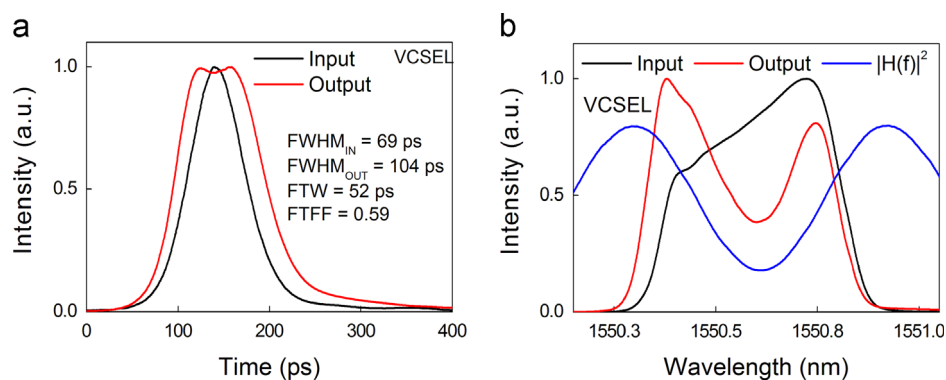 a
Input
VCSEL
Output
FWHM_IN = 69 ps
FWHM_OUT = 104 ps
FTW = 52 ps
FTFF = 0.59
Intensity (a.u.)
1.0
0.5
0.0
0 100 200 300 400
Time (ps)
b
Input Output |H(f)|²
VCSEL
Intensity (a.u.)
1.0
0.5
0.0
1550.3 1550.5 1550.8 1551.0
Wavelength (nm)